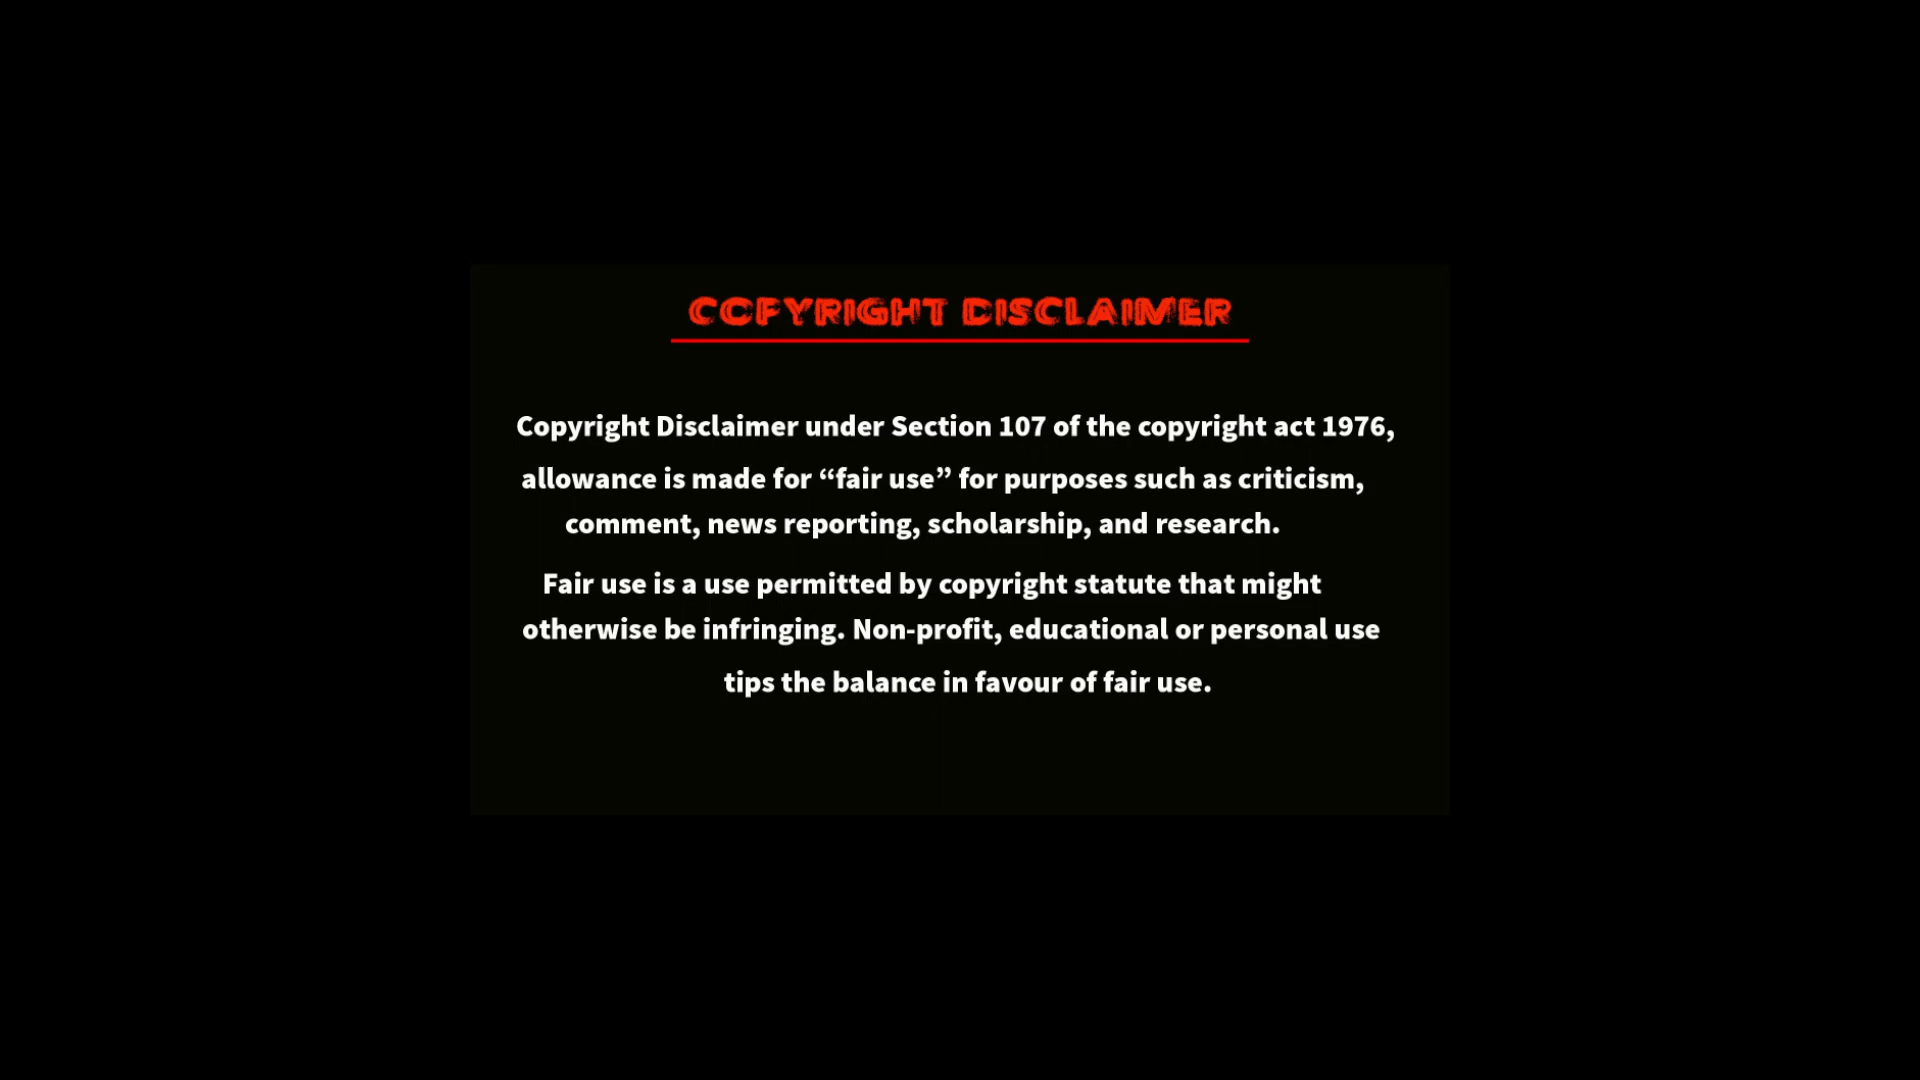 COPYRIGHT DISCLAIMER
Copyright Disclaimer under Section 107 of the copyright act 1976,
allowance is made for “fair use” for purposes such as criticism,
comment, news reporting, scholarship, and research.
Fair use is a use permitted by copyright statute that might
otherwise be infringing. Non-profit, educational or personal use
tips the balance in favour of fair use.